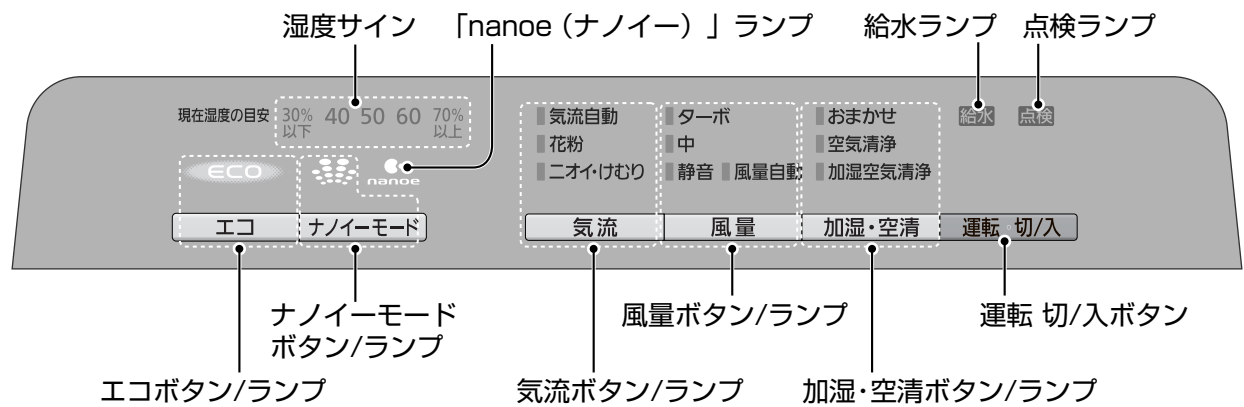 湿度サイン 「nanoe（ナノイー）」ランプ 給水ランプ 点検ランプ
現在湿度の目安 30%以下 40 50 60 70%以上
気流自動 ターボ おまかせ 給水 点検
花粉 中 空気清浄
ニオイ・けむり 静音 風量自動 加湿空気清浄
ECO nanoe
エコ ナノイーモード 気流 風量 加湿・空清 運転 切/入
ナノイーモード
ボタン/ランプ
風量ボタン/ランプ 運転 切/入ボタン
エコボタン/ランプ 気流ボタン/ランプ 加湿・空清ボタン/ランプ